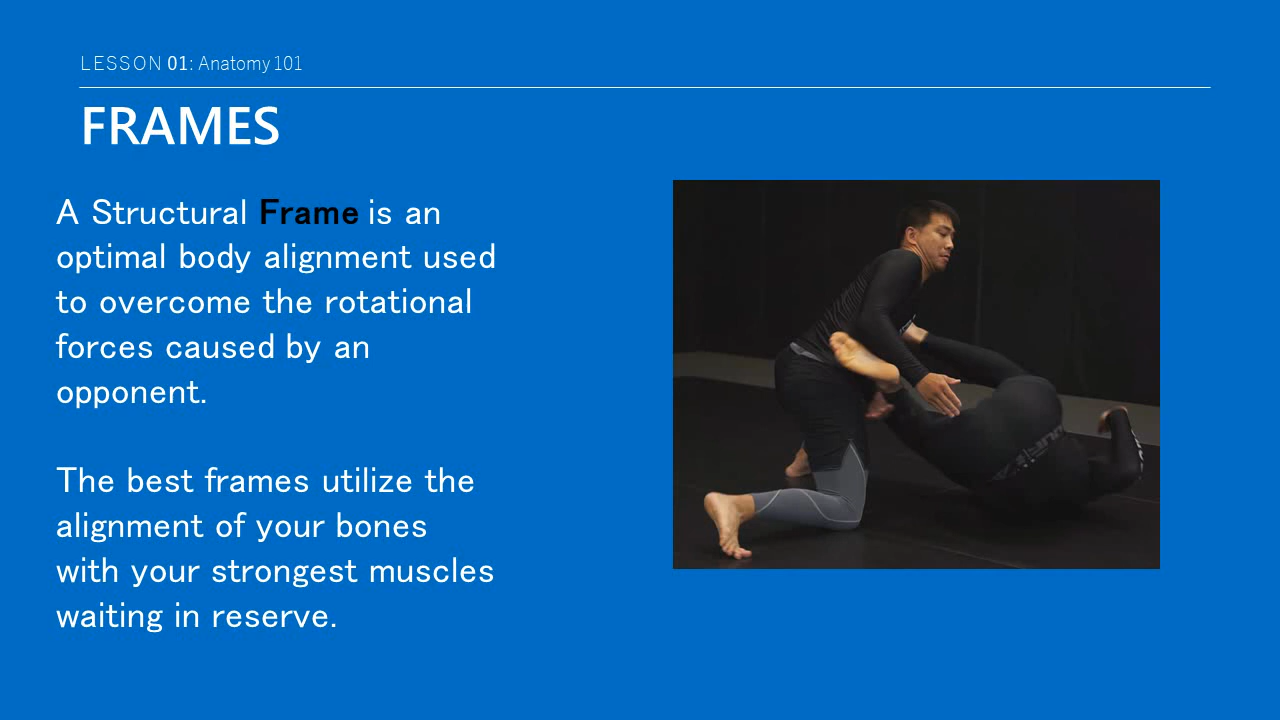 LESSON 01: Anatomy 101
FRAMES
A Structural Frame is an
optimal body alignment used
to overcome the rotational
forces caused by an
opponent.
The best frames utilize the
alignment of your bones
with your strongest muscles
waiting in reserve.